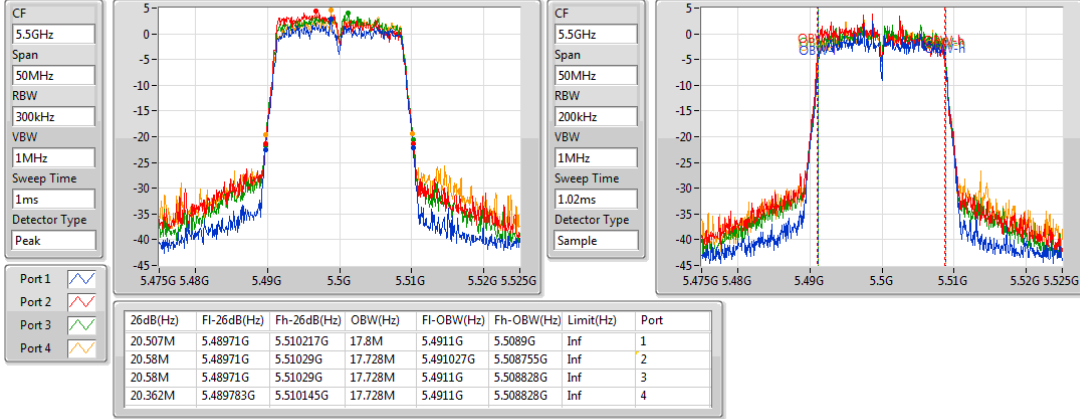 CF
5.5GHz
Span
50MHz
RBW
300kHz
VBW
1MHz
Sweep Time
1ms
Detector Type
Peak
Port 1
Port 2
Port 3
Port 4
5-
0-
-5-
-10-
-15-
-20-
-25-
-30-
-35-
-40-
-45-
5.475G 5.48G 5.49G 5.5G 5.51G 5.52G 5.525G
CF
5.5GHz
Span
50MHz
RBW
200kHz
VBW
1MHz
Sweep Time
1.02ms
Detector Type
Sample
5-
0-
-5-
-10-
-15-
-20-
-25-
-30-
-35-
-40-
-45-
5.475G 5.48G 5.49G 5.5G 5.51G 5.52G 5.525G
26dB(Hz) Fl-26dB(Hz) Fh-26dB(Hz) OBW(Hz) Fl-OBW(Hz) Fh-OBW(Hz) Limit(Hz) Port
20.507M 5.48971G 5.510217G 17.8M 5.4911G 5.5089G Inf 1
20.58M 5.48971G 5.51029G 17.728M 5.491027G 5.508755G Inf 2
20.58M 5.48971G 5.51029G 17.728M 5.4911G 5.508828G Inf 3
20.362M 5.489783G 5.510145G 17.728M 5.4911G 5.508828G Inf 4